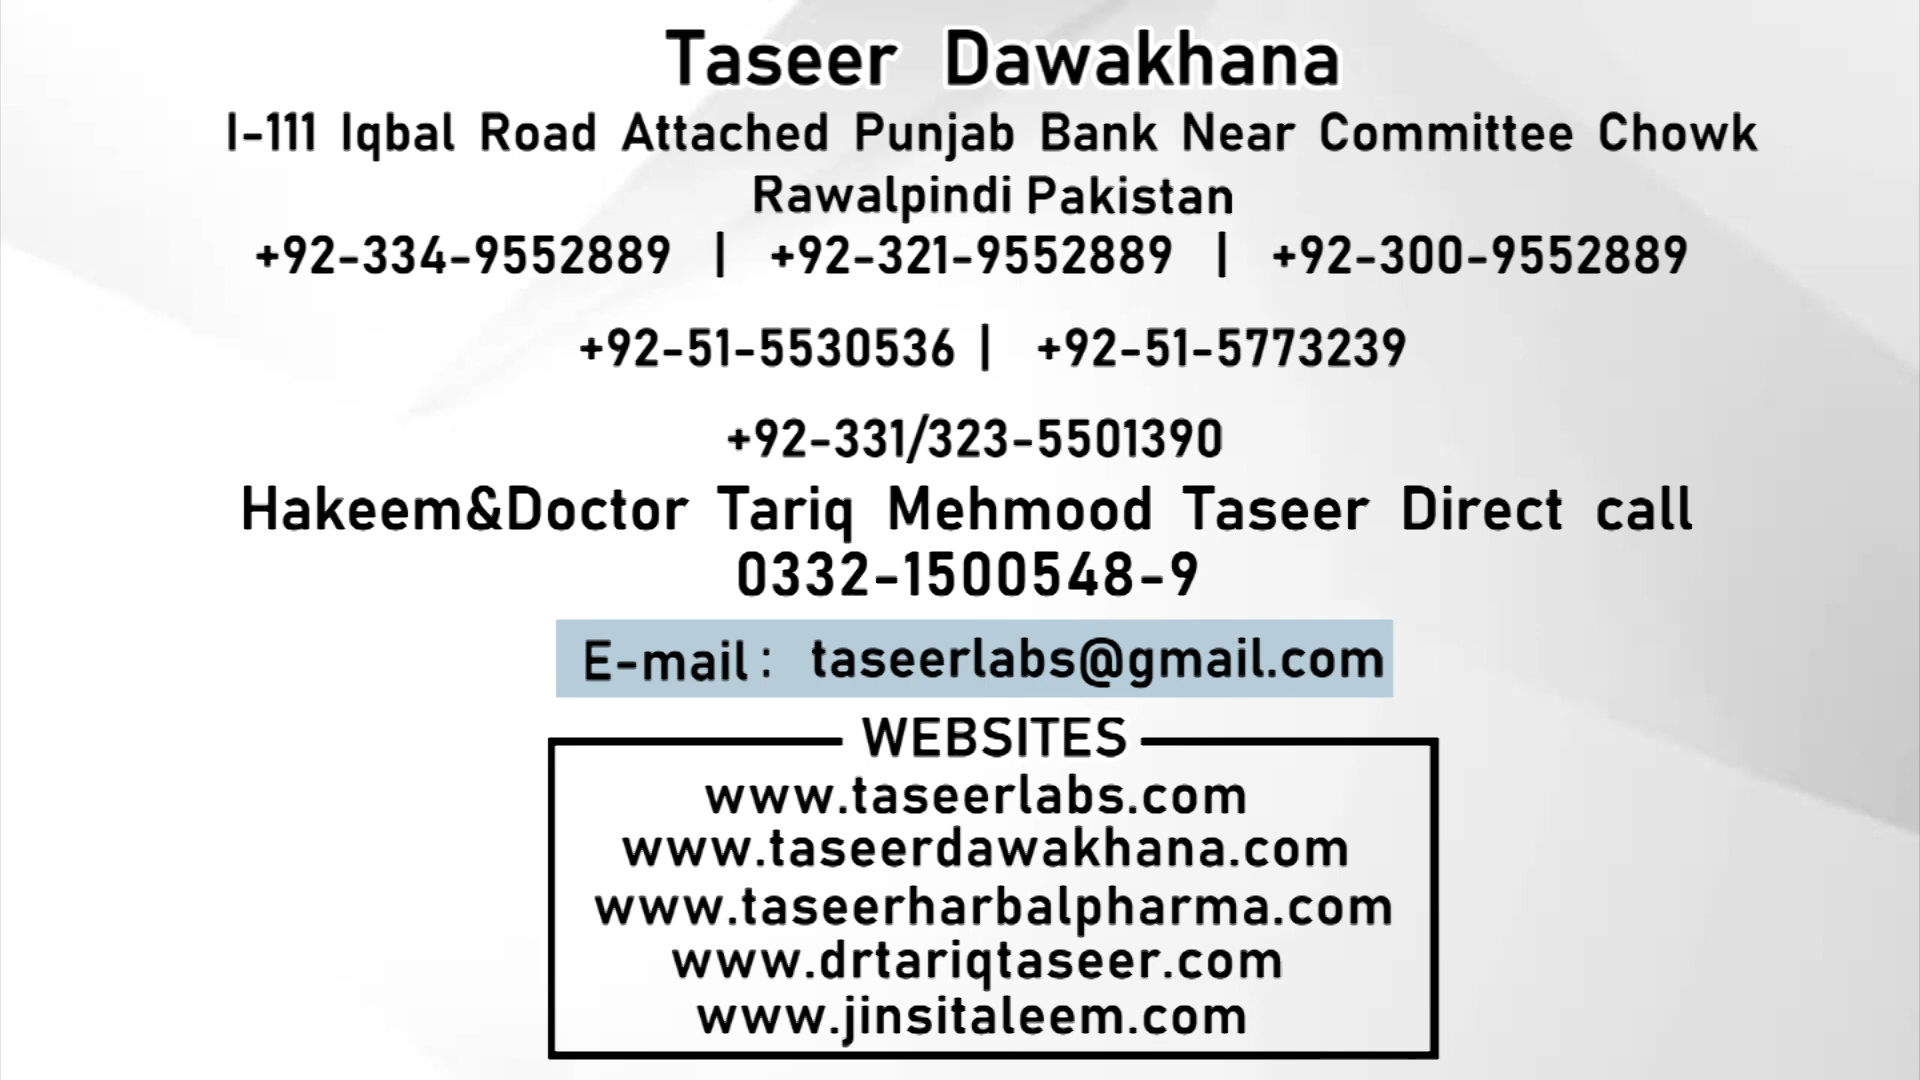 Taseer Dawakhana
I-111 Iqbal Road Attached Punjab Bank Near Committee Chowk
Rawalpindi Pakistan
+92-334-9552889 | +92-321-9552889 | +92-300-9552889
+92-51-5530536 | +92-51-5773239
+92-331/323-5501390
Hakeem&Doctor Tariq Mehmood Taseer Direct call
0332-1500548-9
E-mail: taseerlabs@gmail.com
WEBSITES
www.taseerlabs.com
www.taseerdawakhana.com
www.taseerharbalpharma.com
www.drtariqtaseer.com
www.jinsitaleem.com